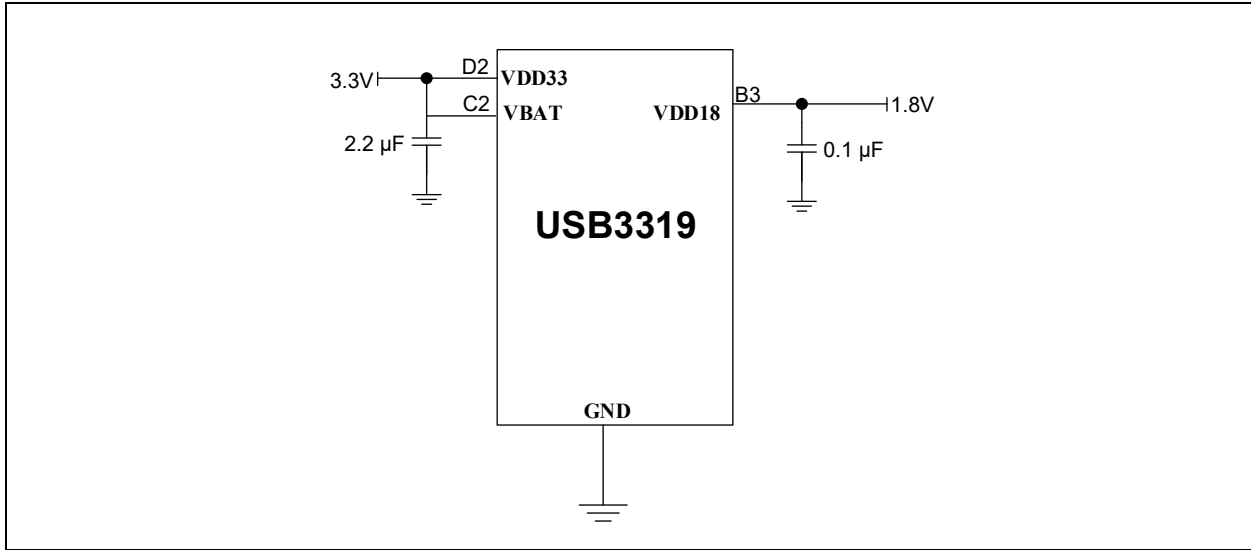 D2
3.3V
VDD33
C2
VBAT
2.2 µF
B3
VDD18
1.8V
0.1 µF
USB3319
GND